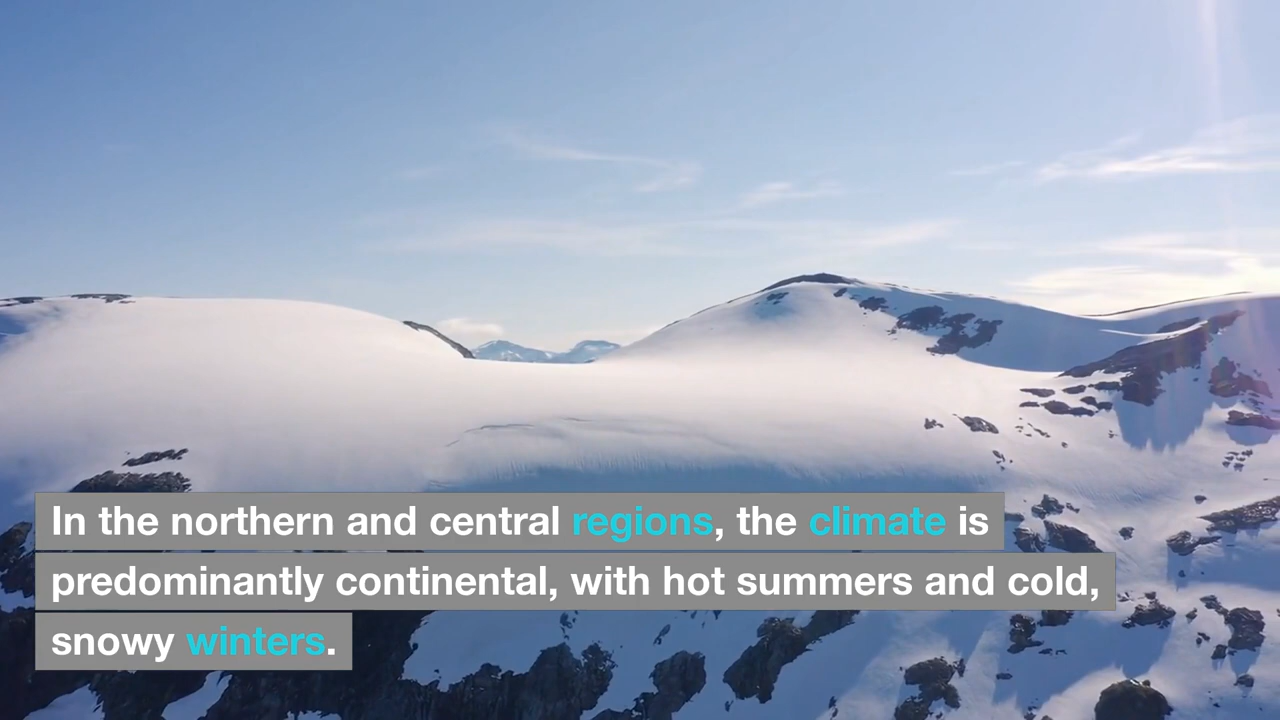 In the northern and central regions, the climate is
predominantly continental, with hot summers and cold,
snowy winters.